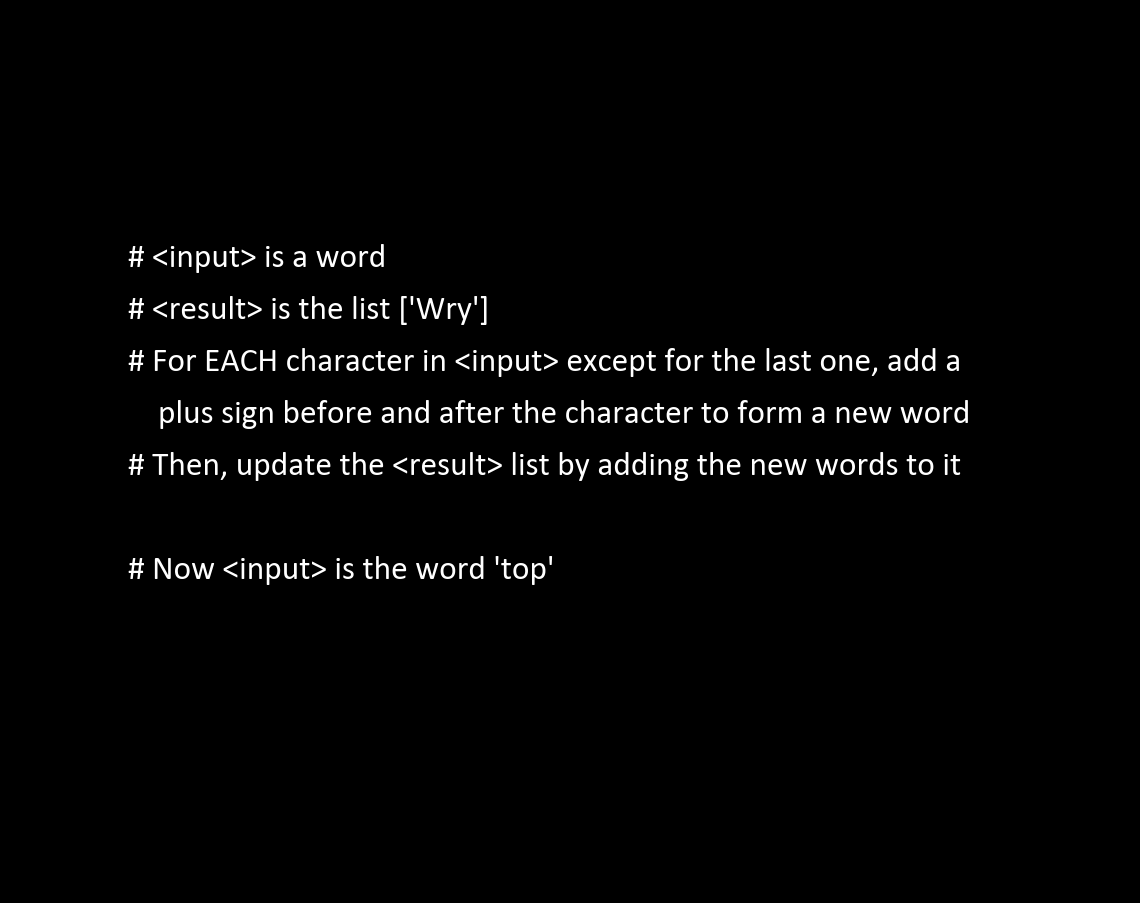 # <input> is a word
# <result> is the list ['Wry']
# For EACH character in <input> except for the last one, add a
plus sign before and after the character to form a new word
# Then, update the <result> list by adding the new words to it
# Now <input> is the word 'top'